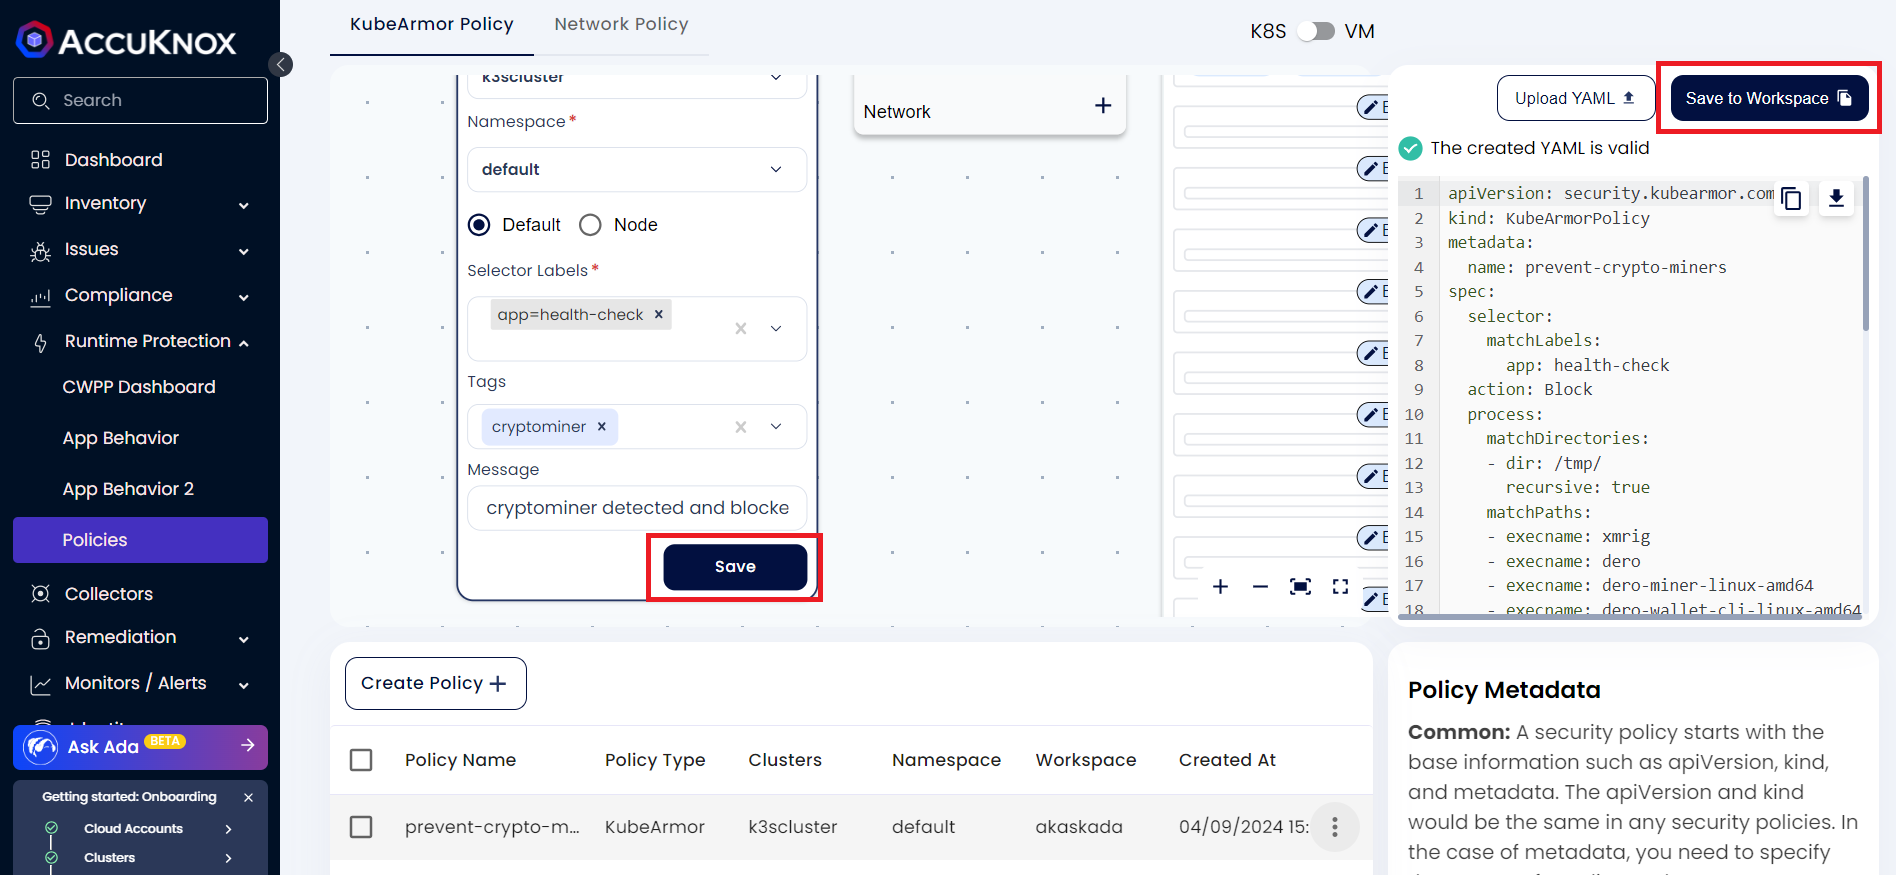 ACCUKNOX
Search
Dashboard
Inventory
Issues
Compliance
Runtime Protection
CWPP Dashboard
App Behavior
App Behavior 2
Policies
Collectors
Remediation
Monitors / Alerts
Ask Ada BETA
Getting started: Onboarding
Cloud Accounts
Clusters
KubeArmor Policy
Network Policy
K8S
VM
k3scluster
Namespace*
default
Default
Node
Selector Labels*
app=health-check ×
Tags
cryptominer ×
Message
cryptominer detected and blocke
Save
Network
Upload YAML
Save to Workspace
The created YAML is valid
1 apiVersion: security.kubearmor.com
2 kind: KubeArmorPolicy
3 metadata:
4 name: prevent-crypto-miners
5 spec:
6 selector:
7 matchLabels:
8 app: health-check
9 action: Block
10 process:
11 matchDirectories:
12 - dir: /tmp/
13 recursive: true
14 matchPaths:
15 - execname: xmrig
16 - execname: dero
17 - execname: dero-miner-linux-amd64
18 - execname: dero-wallet-cli-linux-amd64
Create Policy +
Policy Name Policy Type Clusters Namespace Workspace Created At
prevent-crypto-m... KubeArmor k3scluster default akaskada 04/09/2024 15:
Policy Metadata
Common: A security policy starts with the
base information such as apiVersion, kind,
and metadata. The apiVersion and kind
would be the same in any security policies. In
the case of metadata, you need to specify